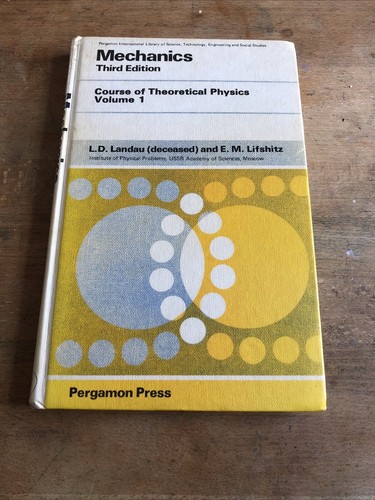 Pergamon International Library of Science, Technology, Engineering and Social Studies
Mechanics
Third Edition
Course of Theoretical Physics
Volume 1
L.D. Landau (deceased) and E. M. Lifshitz
Institute of Physical Problems, USSR Academy of Sciences, Moscow
Pergamon Press